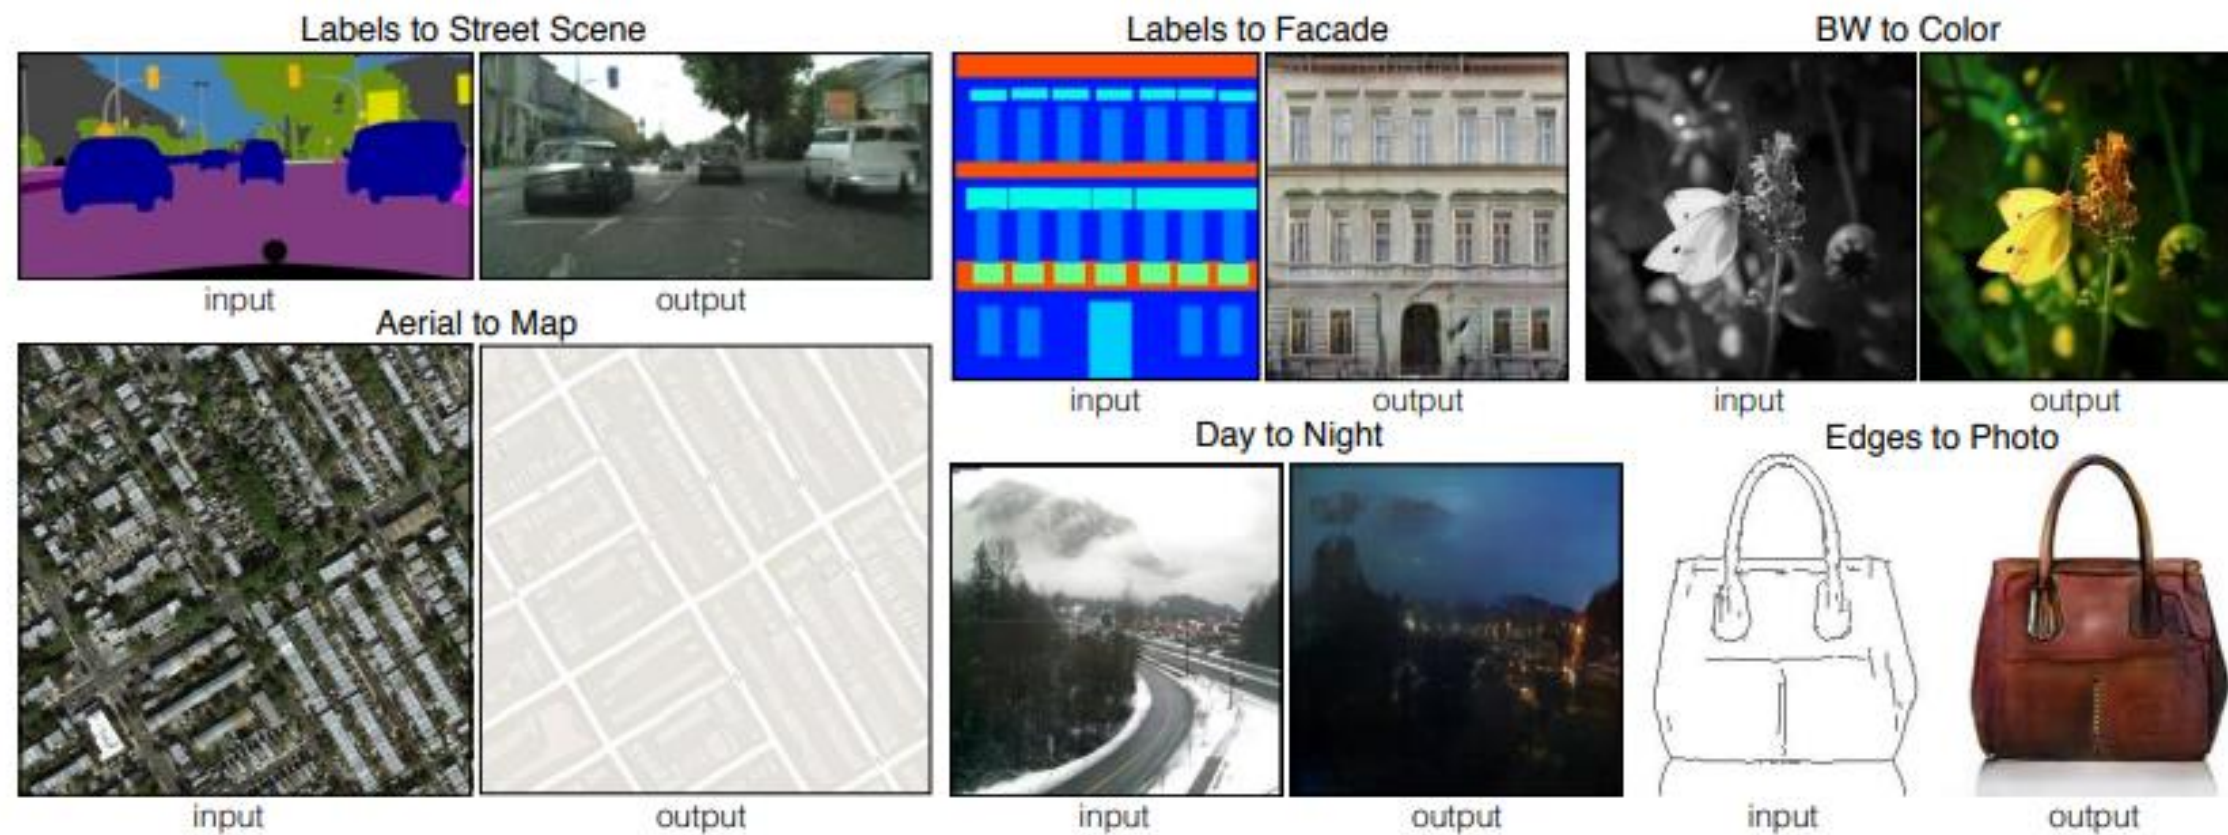 Labels to Street Scene
input
output
Aerial to Map
input
output
Labels to Facade
input
output
BW to Color
input
output
Day to Night
input
output
Edges to Photo
input
output